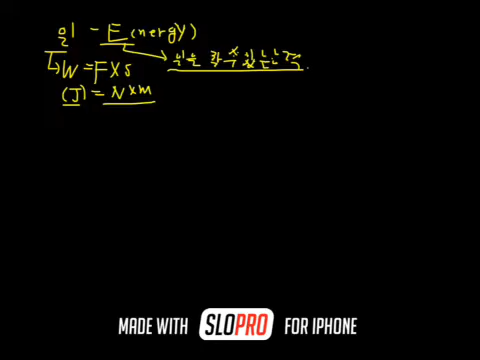 일 - E(nergy)
일을 할 수 있는 능력.
W = F×s
(J) = N×m
MADE WITH SLOPRO FOR IPHONE